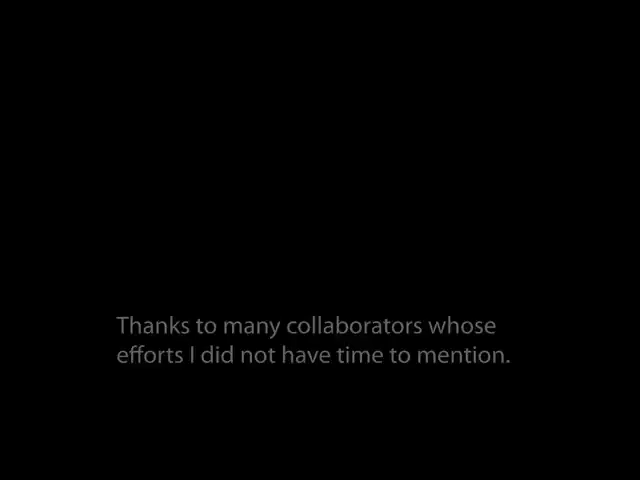 Thanks to many collaborators whose
efforts I did not have time to mention.